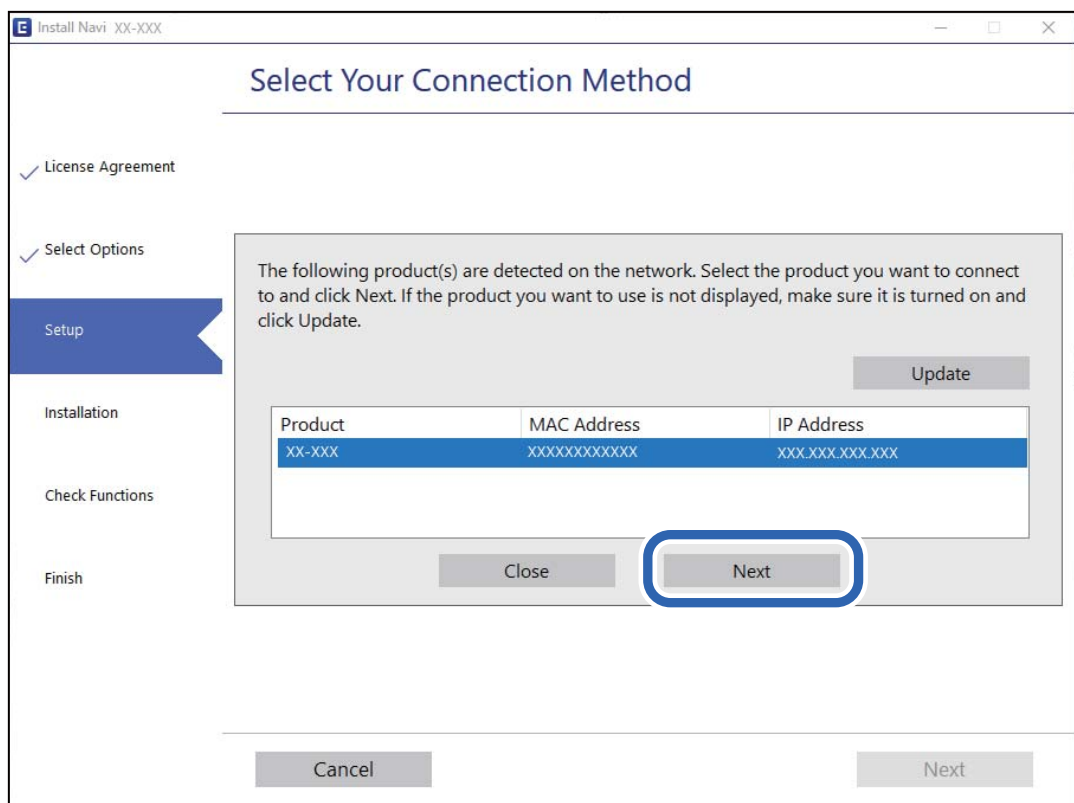 E Install Navi XX-XXX
Select Your Connection Method
License Agreement
Select Options
Setup
Installation
Check Functions
Finish
The following product(s) are detected on the network. Select the product you want to connect
to and click Next. If the product you want to use is not displayed, make sure it is turned on and
click Update.
Update
Product MAC Address IP Address
XX-XXX XXXXXXXXXXXX XXX.XXX.XXX.XXX
Close Next
Cancel Next